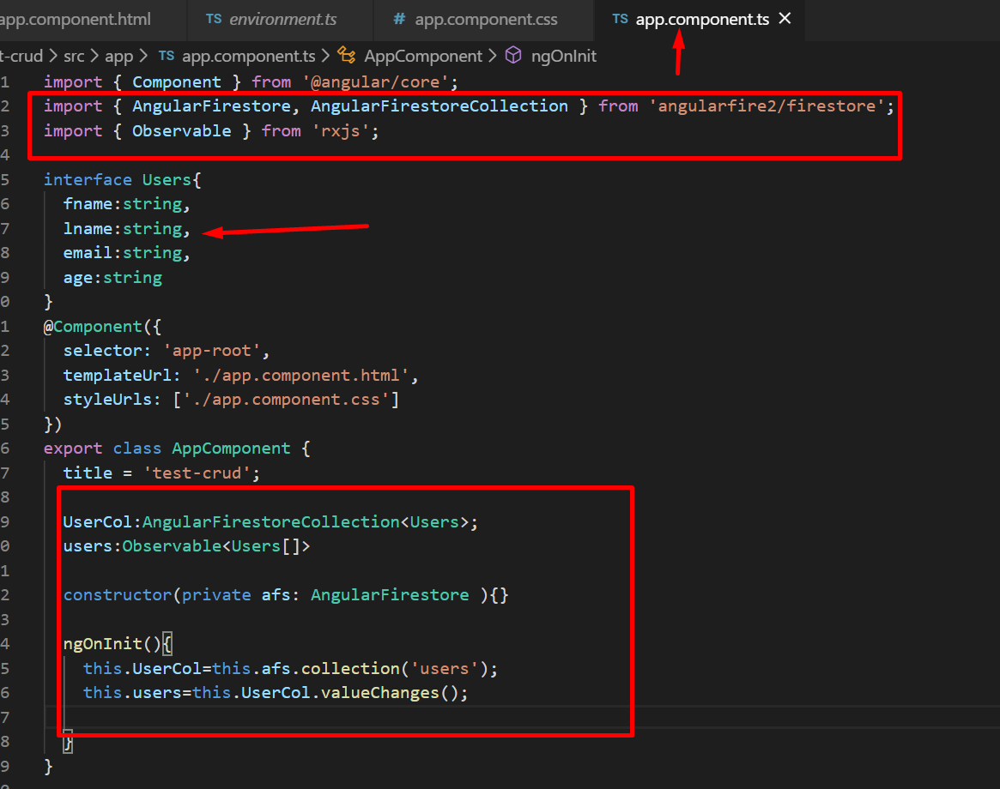 app.component.html TS environment.ts # app.component.css TS app.component.ts ×
t-crud > src > app > TS app.component.ts > AppComponent > ngOnInit
1 import { Component } from '@angular/core';
2 import { AngularFirestore, AngularFirestoreCollection } from 'angularfire2/firestore';
3 import { Observable } from 'rxjs';
4
5 interface Users{
6 fname:string,
7 lname:string,
8 email:string,
9 age:string
0 }
1 @Component({
2 selector: 'app-root',
3 templateUrl: './app.component.html',
4 styleUrls: ['./app.component.css']
5 })
6 export class AppComponent {
7 title = 'test-crud';
8
9 UserCol:AngularFirestoreCollection<Users>;
0 users:Observable<Users[]>
1
2 constructor(private afs: AngularFirestore ){}
3
4 ngOnInit(){
5 this.UserCol=this.afs.collection('users');
6 this.users=this.UserCol.valueChanges();
7
8 }
9 }